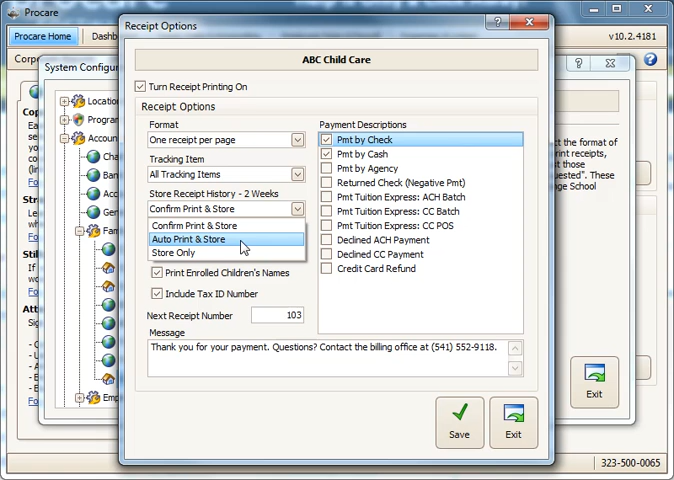 Procare
Procare Home
Dashb
v10.2.4181
Corpo
System Configur
Locatio
Program
Accoun
Cha
Ban
Acc
Gen
Fam
Emp
Receipt Options
ABC Child Care
Turn Receipt Printing On
Receipt Options
Format
One receipt per page
Tracking Item
All Tracking Items
Store Receipt History - 2 Weeks
Confirm Print & Store
Confirm Print & Store
Auto Print & Store
Store Only
Print Enrolled Children's Names
Include Tax ID Number
Next Receipt Number
103
Payment Descriptions
Pmt by Check
Pmt by Cash
Pmt by Agency
Returned Check (Negative Pmt)
Pmt Tuition Express: ACH Batch
Pmt Tuition Express: CC Batch
Pmt Tuition Express: CC POS
Declined ACH Payment
Declined CC Payment
Credit Card Refund
Message
Thank you for your payment. Questions? Contact the billing office at (541) 552-9118.
Save
Exit
ct the format of
print receipts,
st those
quested". These
ge School
Exit
323-500-0065